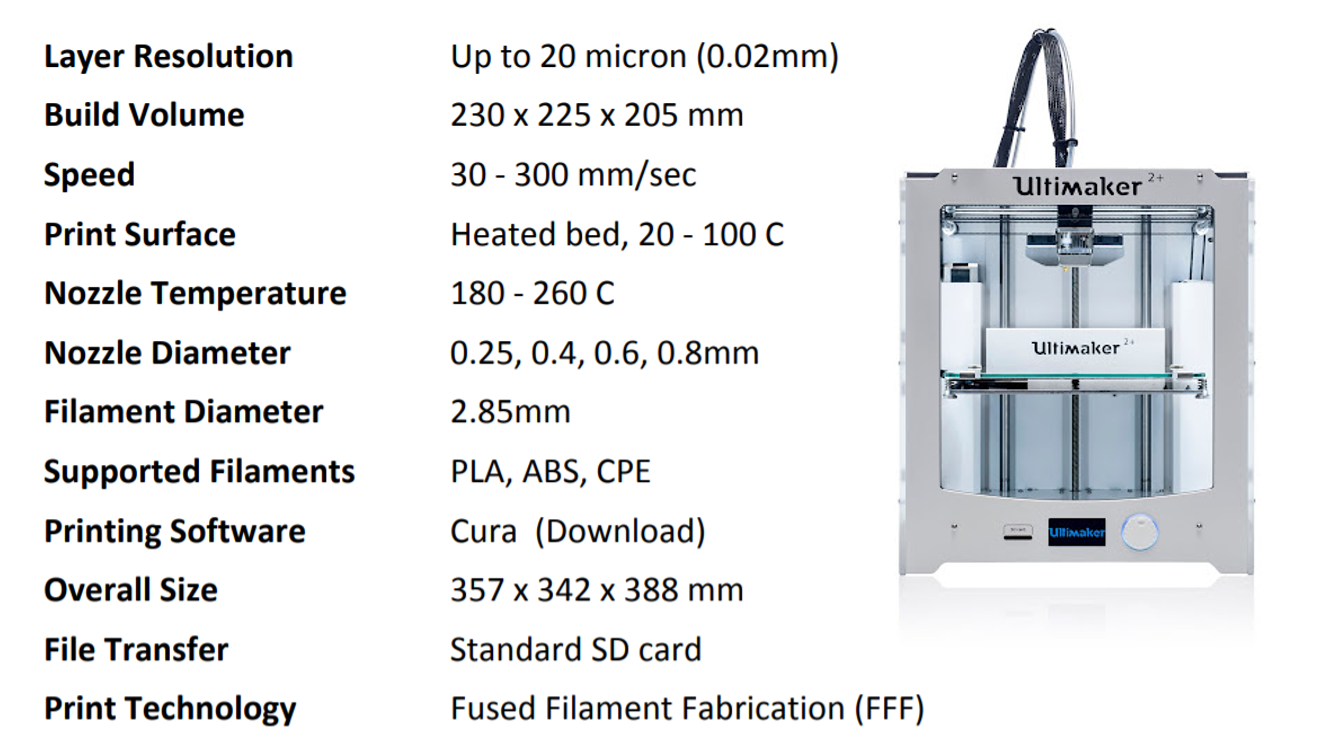 Layer Resolution Up to 20 micron (0.02mm)
Build Volume 230 x 225 x 205 mm
Speed 30 - 300 mm/sec
Print Surface Heated bed, 20 - 100 C
Nozzle Temperature 180 - 260 C
Nozzle Diameter 0.25, 0.4, 0.6, 0.8mm
Filament Diameter 2.85mm
Supported Filaments PLA, ABS, CPE
Printing Software Cura (Download)
Overall Size 357 x 342 x 388 mm
File Transfer Standard SD card
Print Technology Fused Filament Fabrication (FFF)
Ultimaker 2+
Ultimaker 2+
Ultimaker